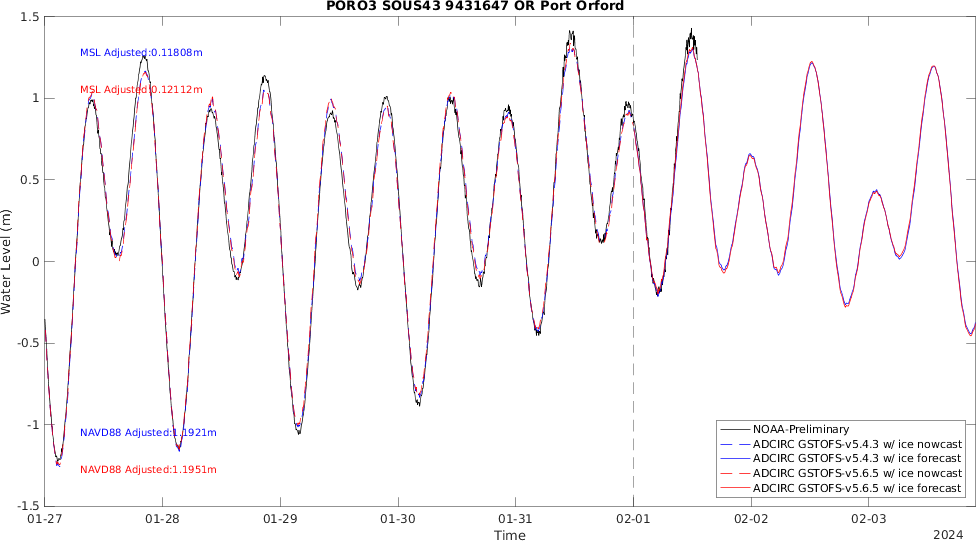 PORO3 SOUS43 9431647 OR Port Orford
1.5
MSL Adjusted:0.11808m
MSL Adjusted:0.12112m
1
0.5
0
Water Level (m)
-0.5
-1
NAVD88 Adjusted:1.1921m
NAVD88 Adjusted:1.1951m
-1.5
NOAA-Preliminary
ADCIRC GSTOFS-v5.4.3 w/ ice nowcast
ADCIRC GSTOFS-v5.4.3 w/ ice forecast
ADCIRC GSTOFS-v5.6.5 w/ ice nowcast
ADCIRC GSTOFS-v5.6.5 w/ ice forecast
01-27 01-28 01-29 01-30 01-31 02-01 02-02 02-03
Time
2024